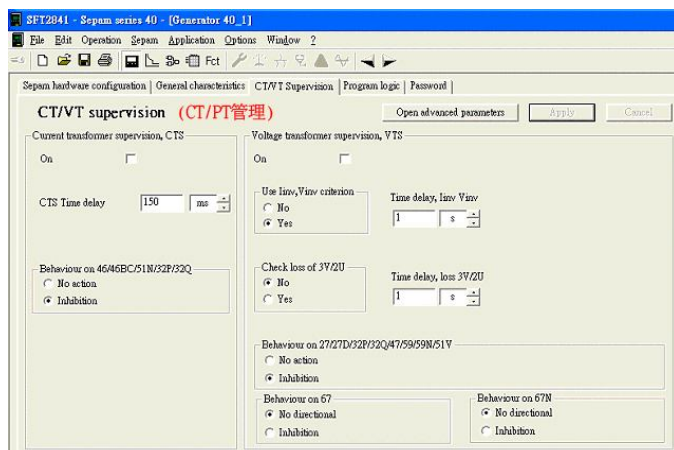 SFT2841 - Sepam series 40 - [Generator 40_1]
File Edit Operation Sepam Application Options Window ?
Fct
Sepam hardware configuration General characteristics CT/VT Supervision Program logic Password
CT/VT supervision (CT/PT管理) Open advanced parameters Apply Cancel
Current transformer supervision, CTS
On
CTS Time delay 150 ms
Behaviour on 46/46BC/51N/32P/32Q
No action
Inhibition
Voltage transformer supervision, VTS
On
Use Iinv,Vinv criterion
No
Yes
Time delay, Iinv Vinv
1 s
Check loss of 3V/2U
No
Yes
Time delay, loss 3V/2U
1 s
Behaviour on 27/27D/32P/32Q/47/59/59N/51V
No action
Inhibition
Behaviour on 67
No directional
Inhibition
Behaviour on 67N
No directional
Inhibition